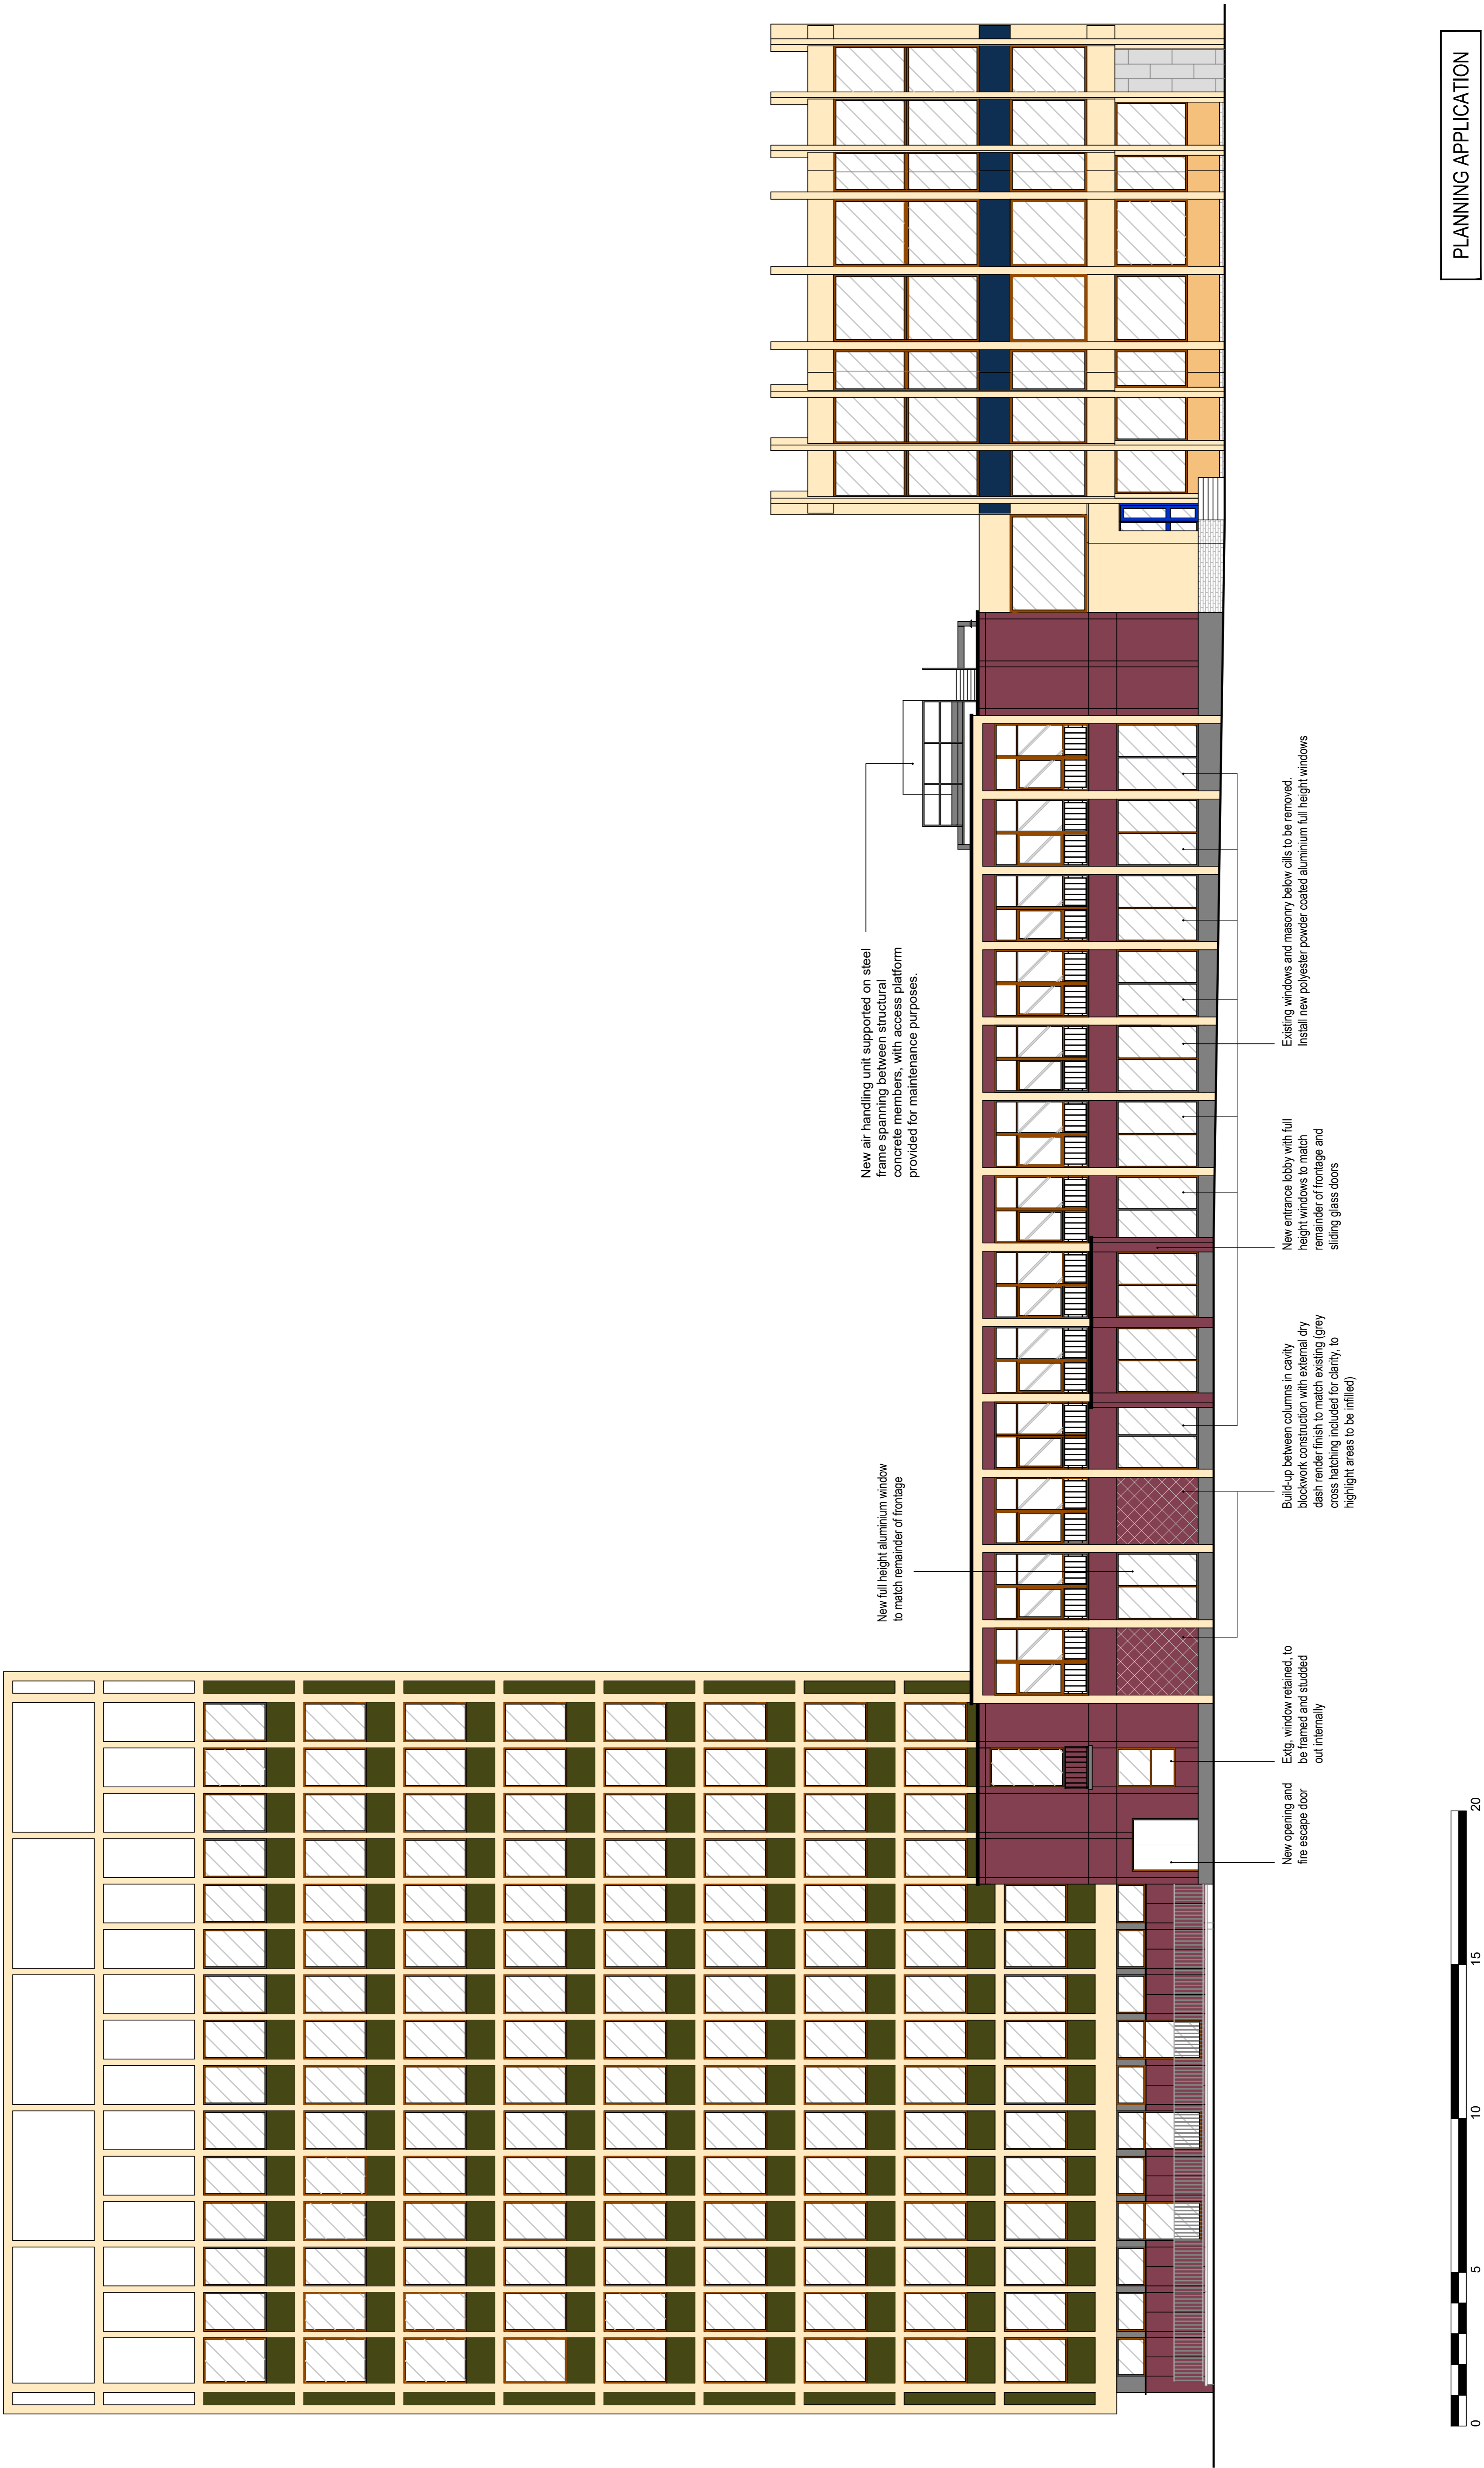 New air handling unit supported on steel
frame spanning between structural
concrete members, with access platform
provided for maintenance purposes.
New full height aluminium window
to match remainder of frontage
New opening and
fire escape door
Extg, window retained, to
be framed and studded
out internally
Build-up between columns in cavity
blockwork construction with external dry
dash render finish to match existing (grey
cross hatching included for clarity, to
highlight areas to be infilled)
New entrance lobby with full
height windows to match
remainder of frontage and
sliding glass doors
Existing windows and masonry below cills to be removed.
Install new polyester powder coated aluminium full height windows
0 5 10 15 20
PLANNING APPLICATION